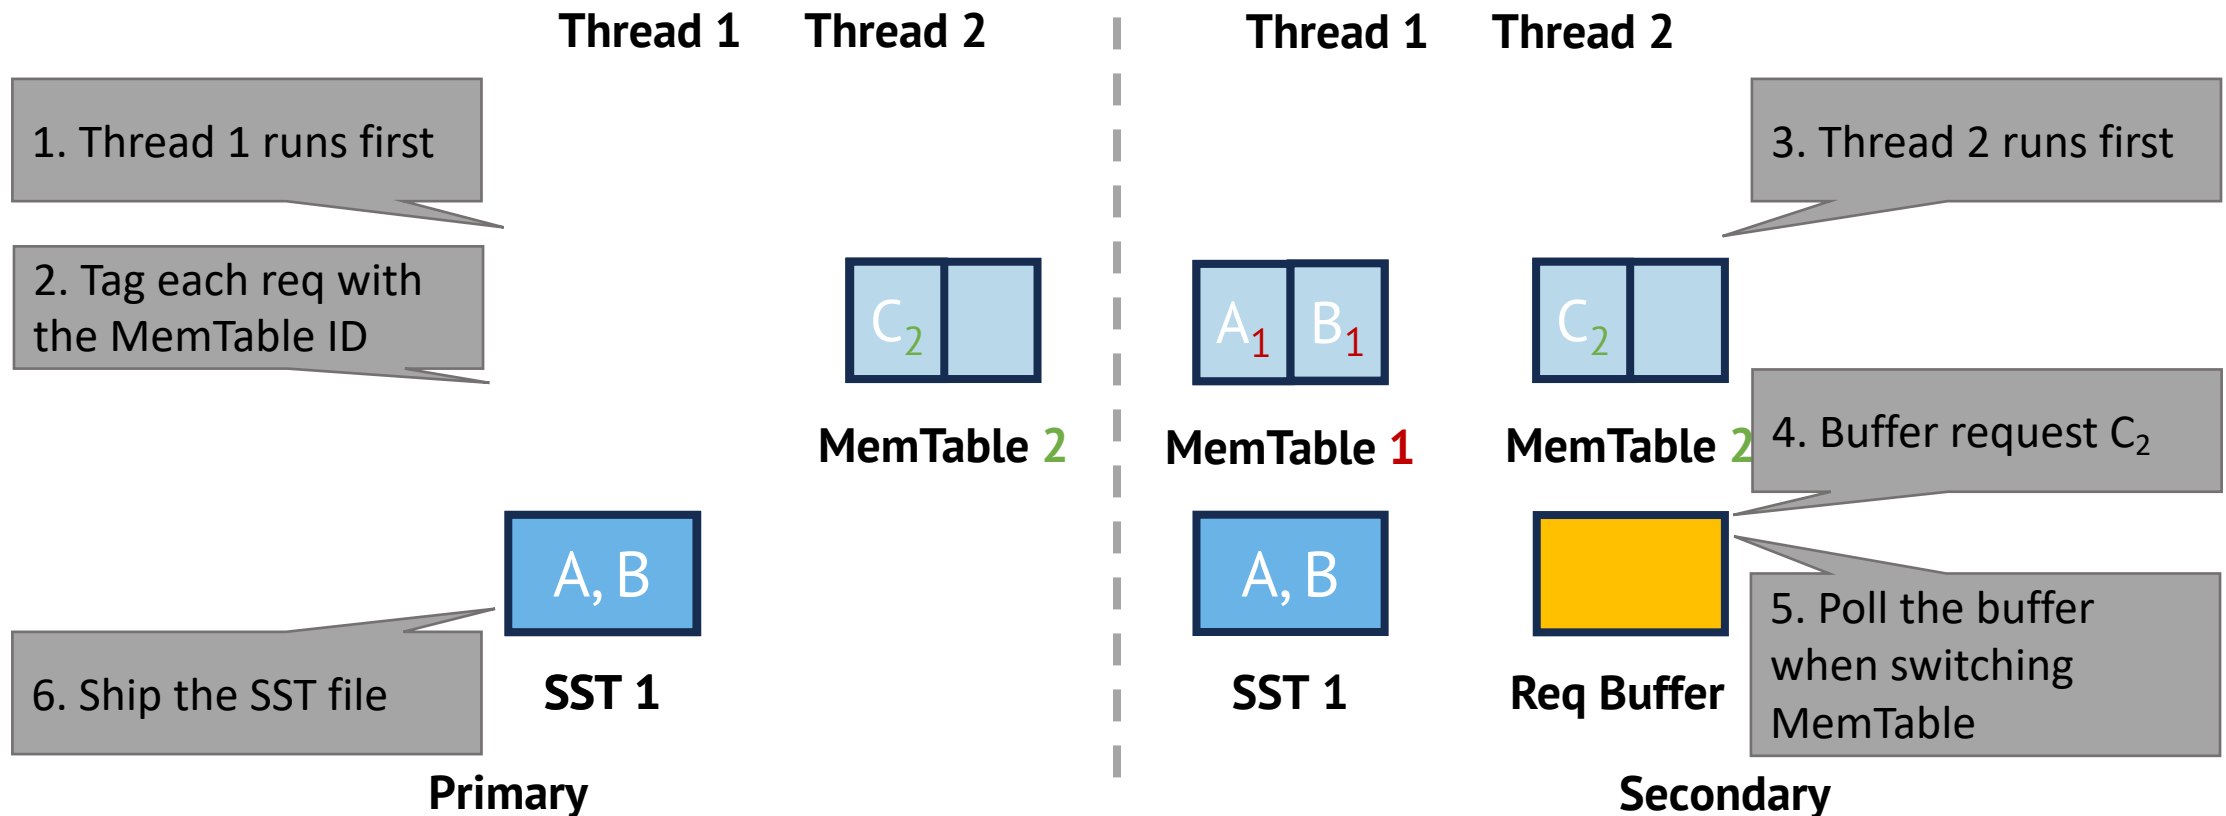 Thread 1 Thread 2
Thread 1 Thread 2
1. Thread 1 runs first
3. Thread 2 runs first
2. Tag each req with
the MemTable ID
C2
A1 B1
C2
MemTable 2
MemTable 1
MemTable 2
4. Buffer request C2
A, B
A, B
5. Poll the buffer
when switching
MemTable
6. Ship the SST file
SST 1
SST 1
Req Buffer
Primary
Secondary